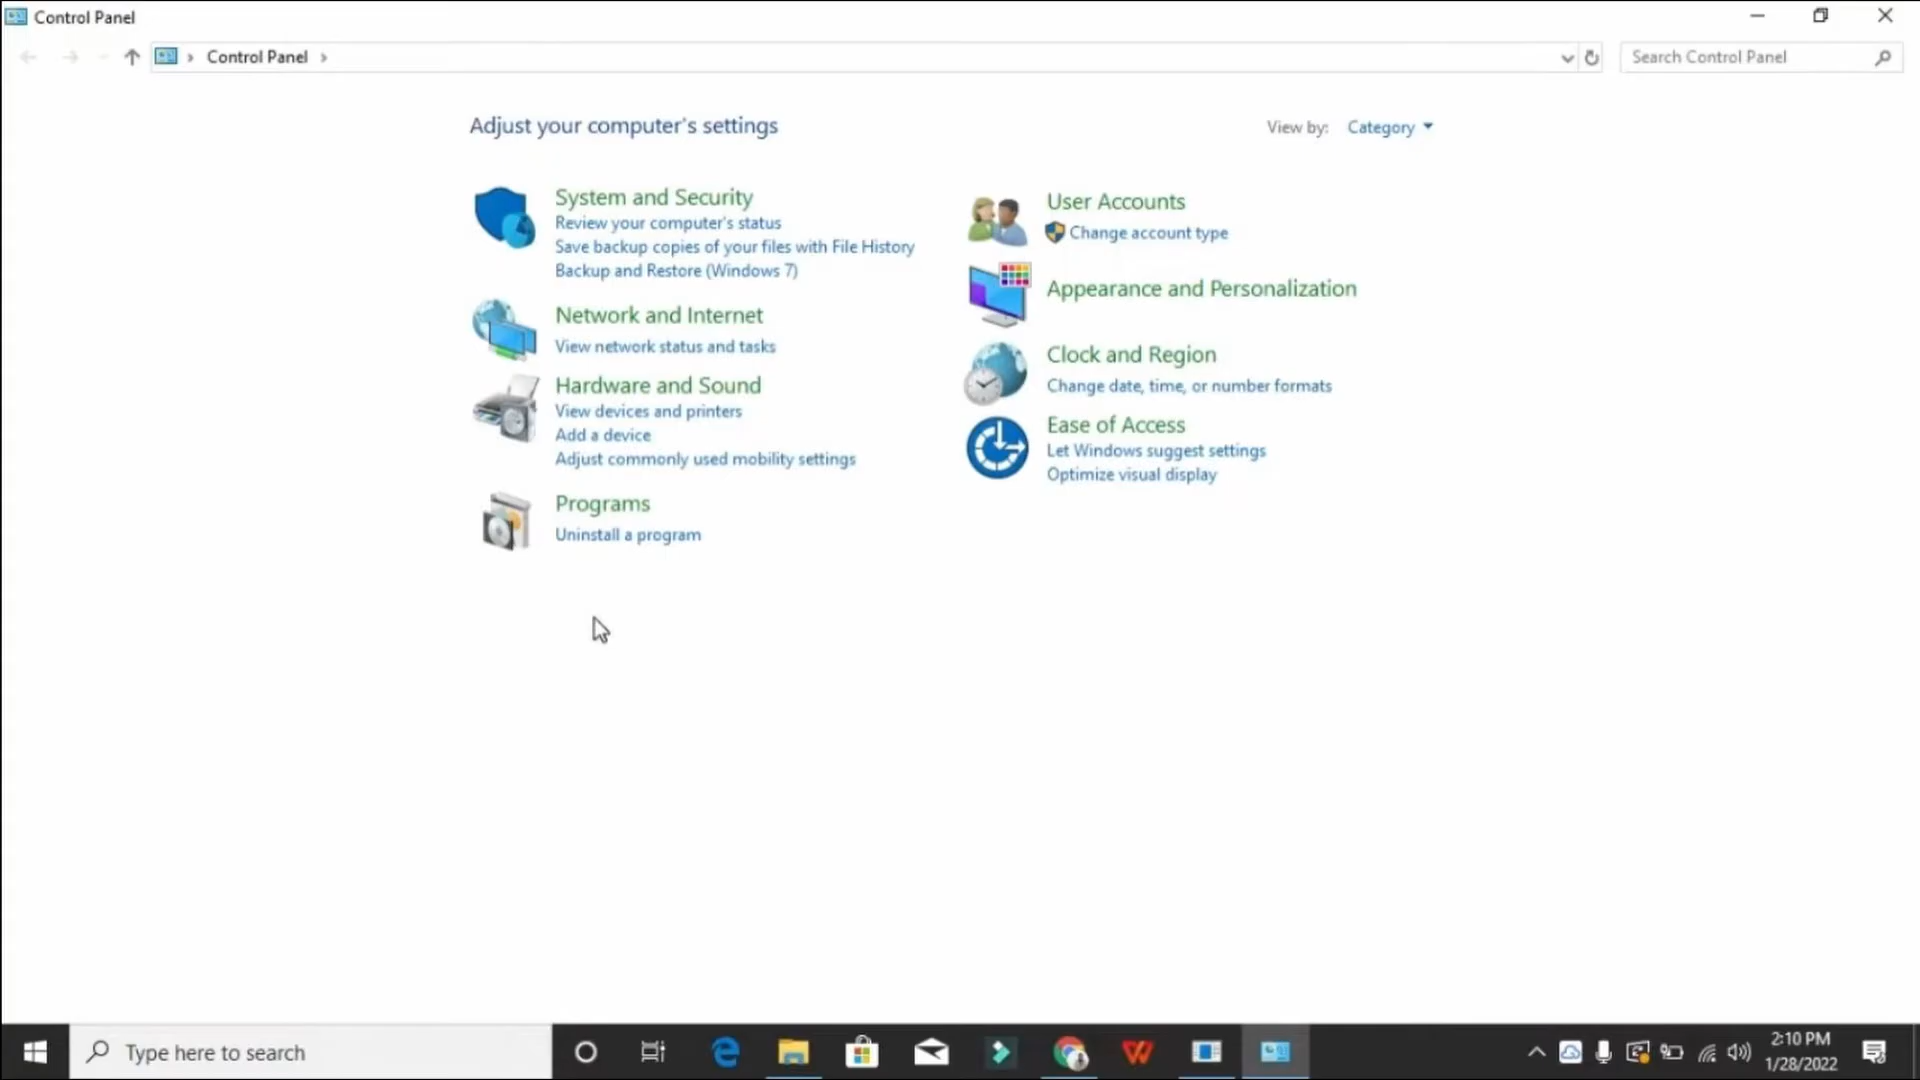 Control Panel
Control Panel
Search Control Panel
Adjust your computer's settings
View by: Category
System and Security
Review your computer's status
Save backup copies of your files with File History
Backup and Restore (Windows 7)
Network and Internet
View network status and tasks
Hardware and Sound
View devices and printers
Add a device
Adjust commonly used mobility settings
Programs
Uninstall a program
User Accounts
Change account type
Appearance and Personalization
Clock and Region
Change date, time, or number formats
Ease of Access
Let Windows suggest settings
Optimize visual display
Type here to search
2:10 PM
1/28/2022